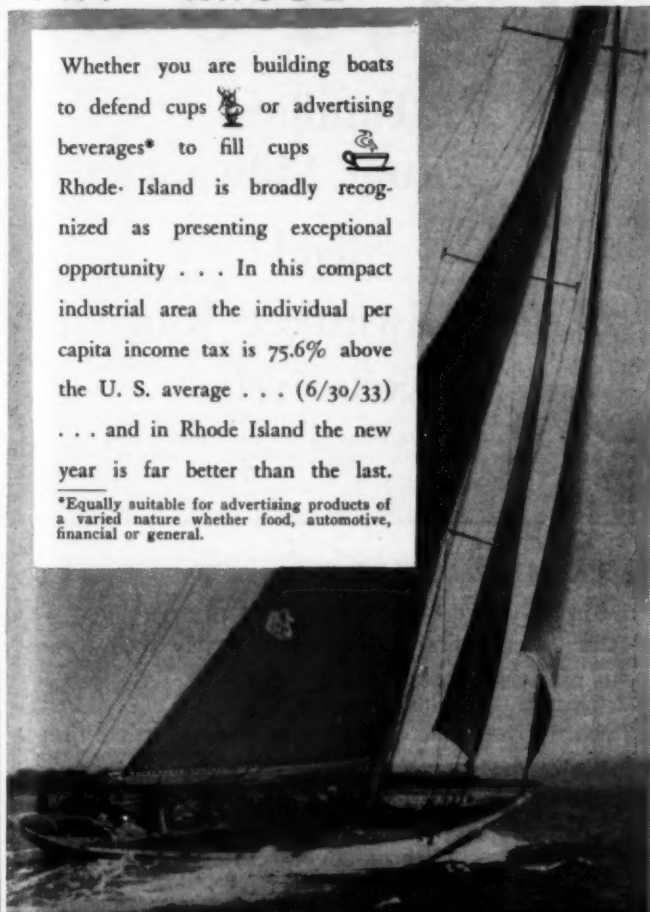 Whether you are building boats
to defend cups or advertising
beverages* to fill cups
Rhode Island is broadly recog-
nized as presenting exceptional
opportunity . . . In this compact
industrial area the individual per
capita income tax is 75.6% above
the U. S. average . . . (6/30/33)
. . . and in Rhode Island the new
year is far better than the last.
*Equally suitable for advertising products of
a varied nature whether food, automotive,
financial or general.